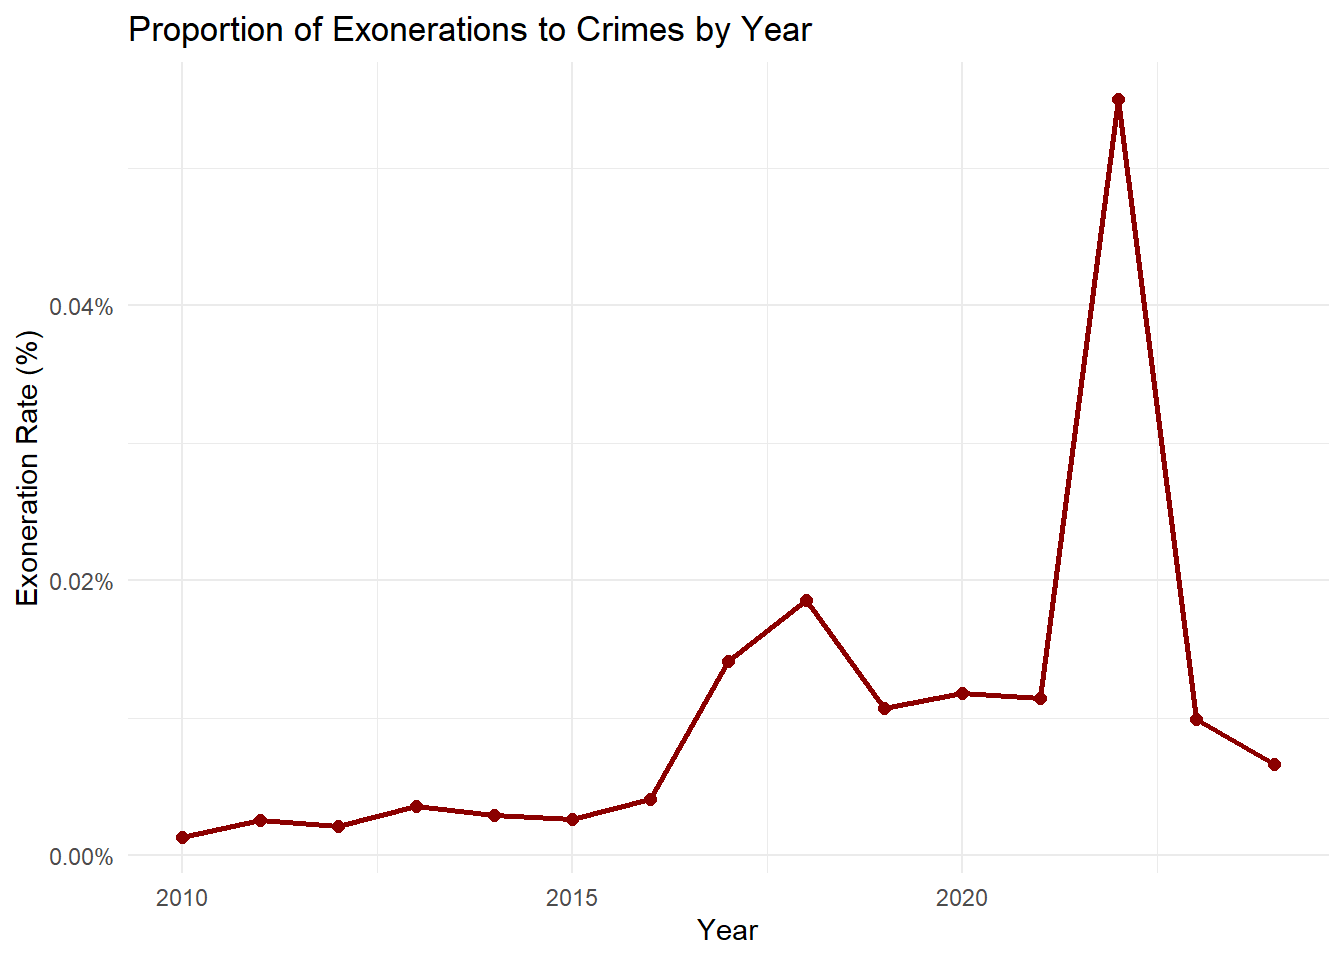 Proportion of Exonerations to Crimes by Year
Exoneration Rate (%)
0.04%
0.02%
0.00%
2010 2015 2020
Year